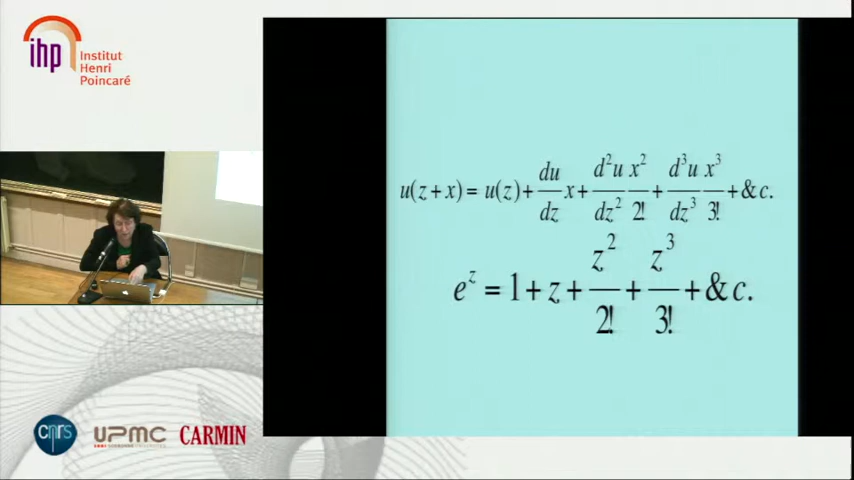 ihp
Institut
Henri
Poincaré
u(z + x) = u(z) + du/dz x + d²u/dz² x²/2! + d³u/dz³ x³/3! + &c.
e^z = 1 + z + z²/2! + z³/3! + &c.
cnrs
UPMC
CARMIN